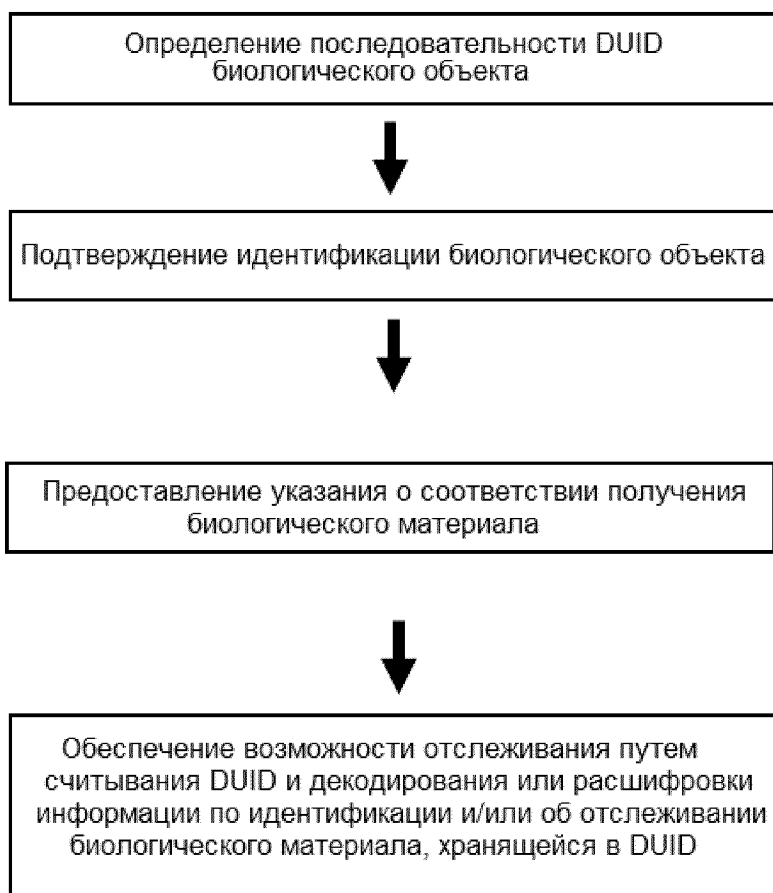 Определение последовательности DUID
биологического объекта
Подтверждение идентификации биологического объекта
Предоставление указания о соответствии получения
биологического материала
Обеспечение возможности отслеживания путем
считывания DUID и декодирования или расшифровки
информации по идентификации и/или об отслеживании
биологического материала, хранящейся в DUID